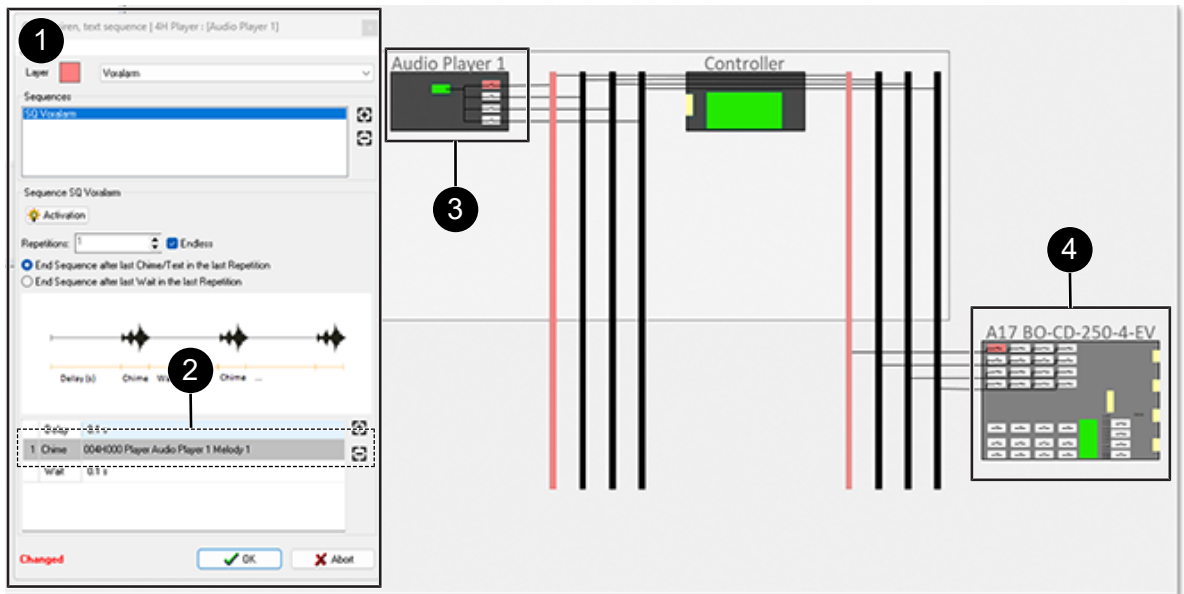 1
iren, text sequence | 4H Player : [Audio Player 1]
Layer Voxalarm
Sequences
SQ Voxalarm
Sequence SQ Voxalarm
Activation
Repetitions: 1 Endless
End Sequence after last Chime/Text in the last Repetition
End Sequence after last Wait in the last Repetition
Delay (s) Chime Wa Chime ...
2
Delay 0.1 s
1 Chime 004H000 Player Audio Player 1 Melody 1
Wait 0.1 s
Changed OK Abort
Audio Player 1
3
Controller
4
A17 BO-CD-250-4-EV